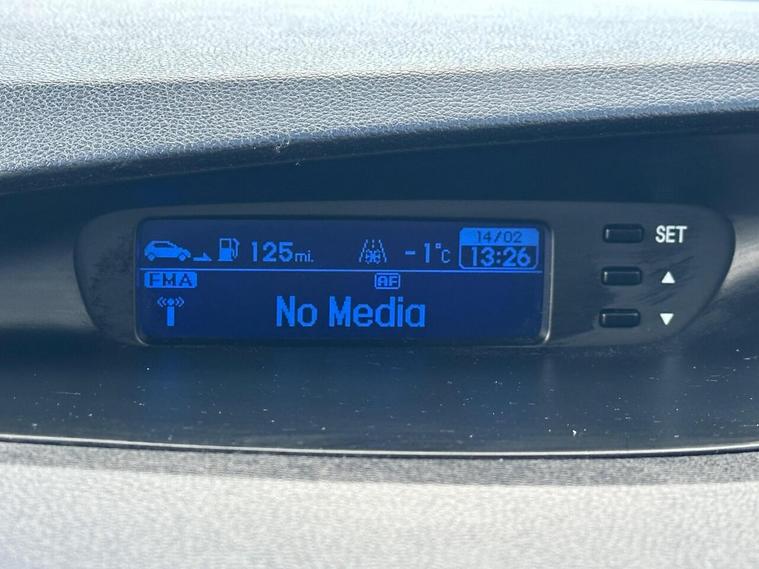 125mi. -1°C 14/02
13:26
SET
FMA AF
No Media